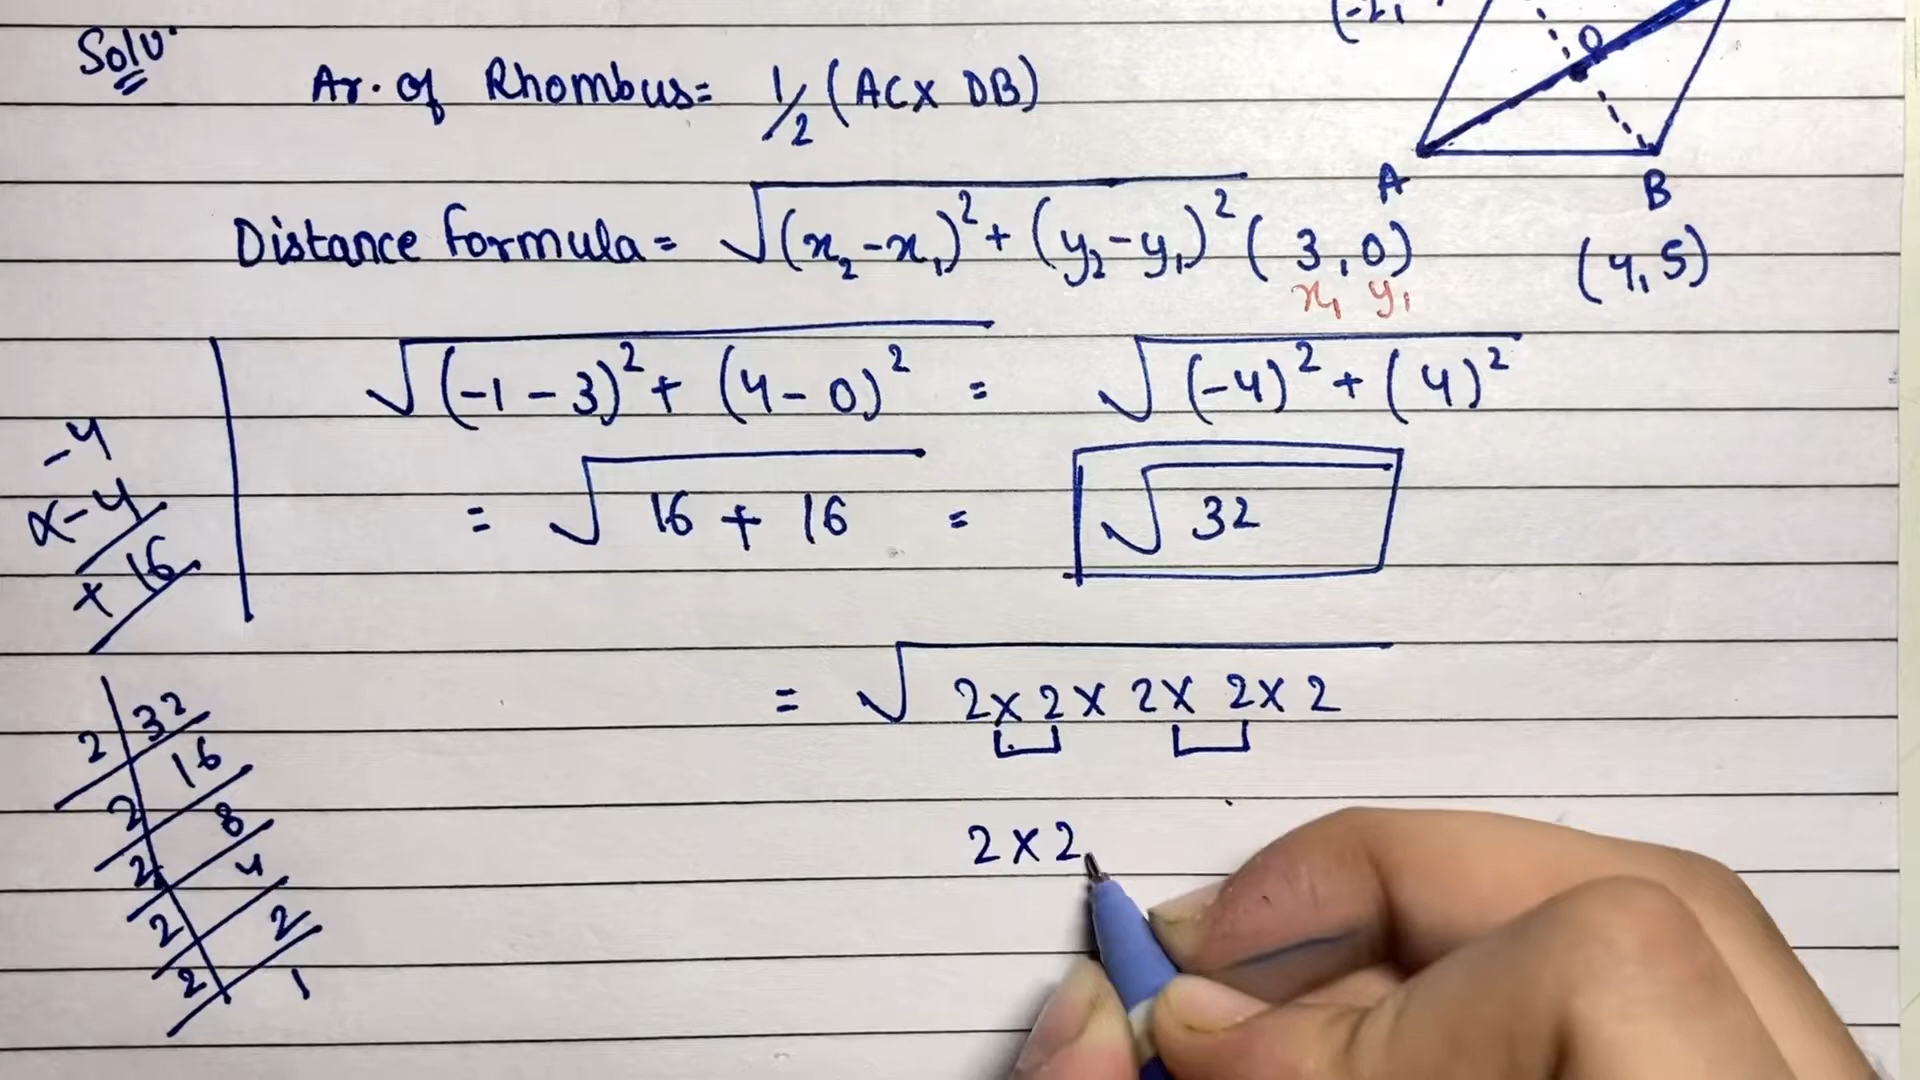 Solu.
(-2,
O
Ar. of Rhombus = 1/2 (AC x DB)
A B
Distance formula = √(x₂-x₁)² + (y₂-y₁)² (3, 0) (4, 5)
x₁ y₁
√(-1-3)² + (4-0)² = √(-4)² + (4)²
-4
x-4
+16
= √16 + 16 = √32
= √2 x 2 x 2 x 2 x 2
2 32
2 16
2 8
2 4
2 2
1
2 x 2